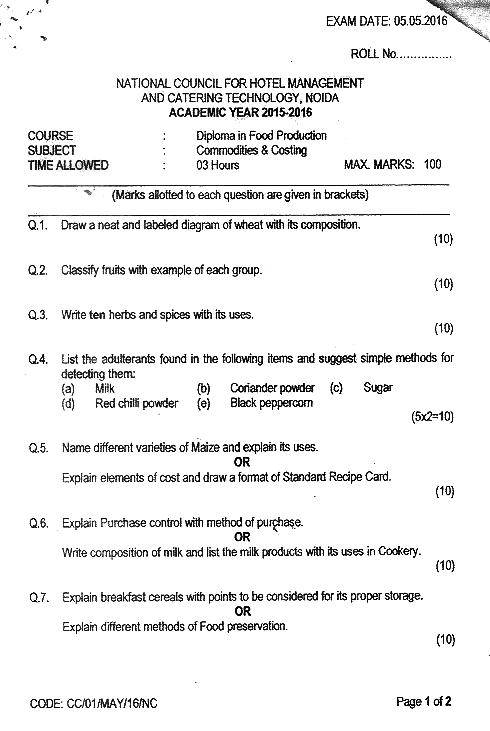 EXAM DATE: 05.05.2016
ROLL No................
NATIONAL COUNCIL FOR HOTEL MANAGEMENT
AND CATERING TECHNOLOGY, NOIDA
ACADEMIC YEAR 2015-2016
COURSE : Diploma in Food Production
SUBJECT : Commodities & Costing
TIME ALLOWED : 03 Hours MAX. MARKS: 100
(Marks allotted to each question are given in brackets)
Q.1. Draw a neat and labeled diagram of wheat with its composition.
(10)
Q.2. Classify fruits with example of each group.
(10)
Q.3. Write ten herbs and spices with its uses.
(10)
Q.4. List the adulterants found in the following items and suggest simple methods for
detecting them:
(a) Milk (b) Coriander powder (c) Sugar
(d) Red chilli powder (e) Black peppercorn
(5x2=10)
Q.5. Name different varieties of Maize and explain its uses.
OR
Explain elements of cost and draw a format of Standard Recipe Card.
(10)
Q.6. Explain Purchase control with method of purchase.
OR
Write composition of milk and list the milk products with its uses in Cookery.
(10)
Q.7. Explain breakfast cereals with points to be considered for its proper storage.
OR
Explain different methods of Food preservation.
(10)
CODE: CC/01/MAY/16/NC Page 1 of 2